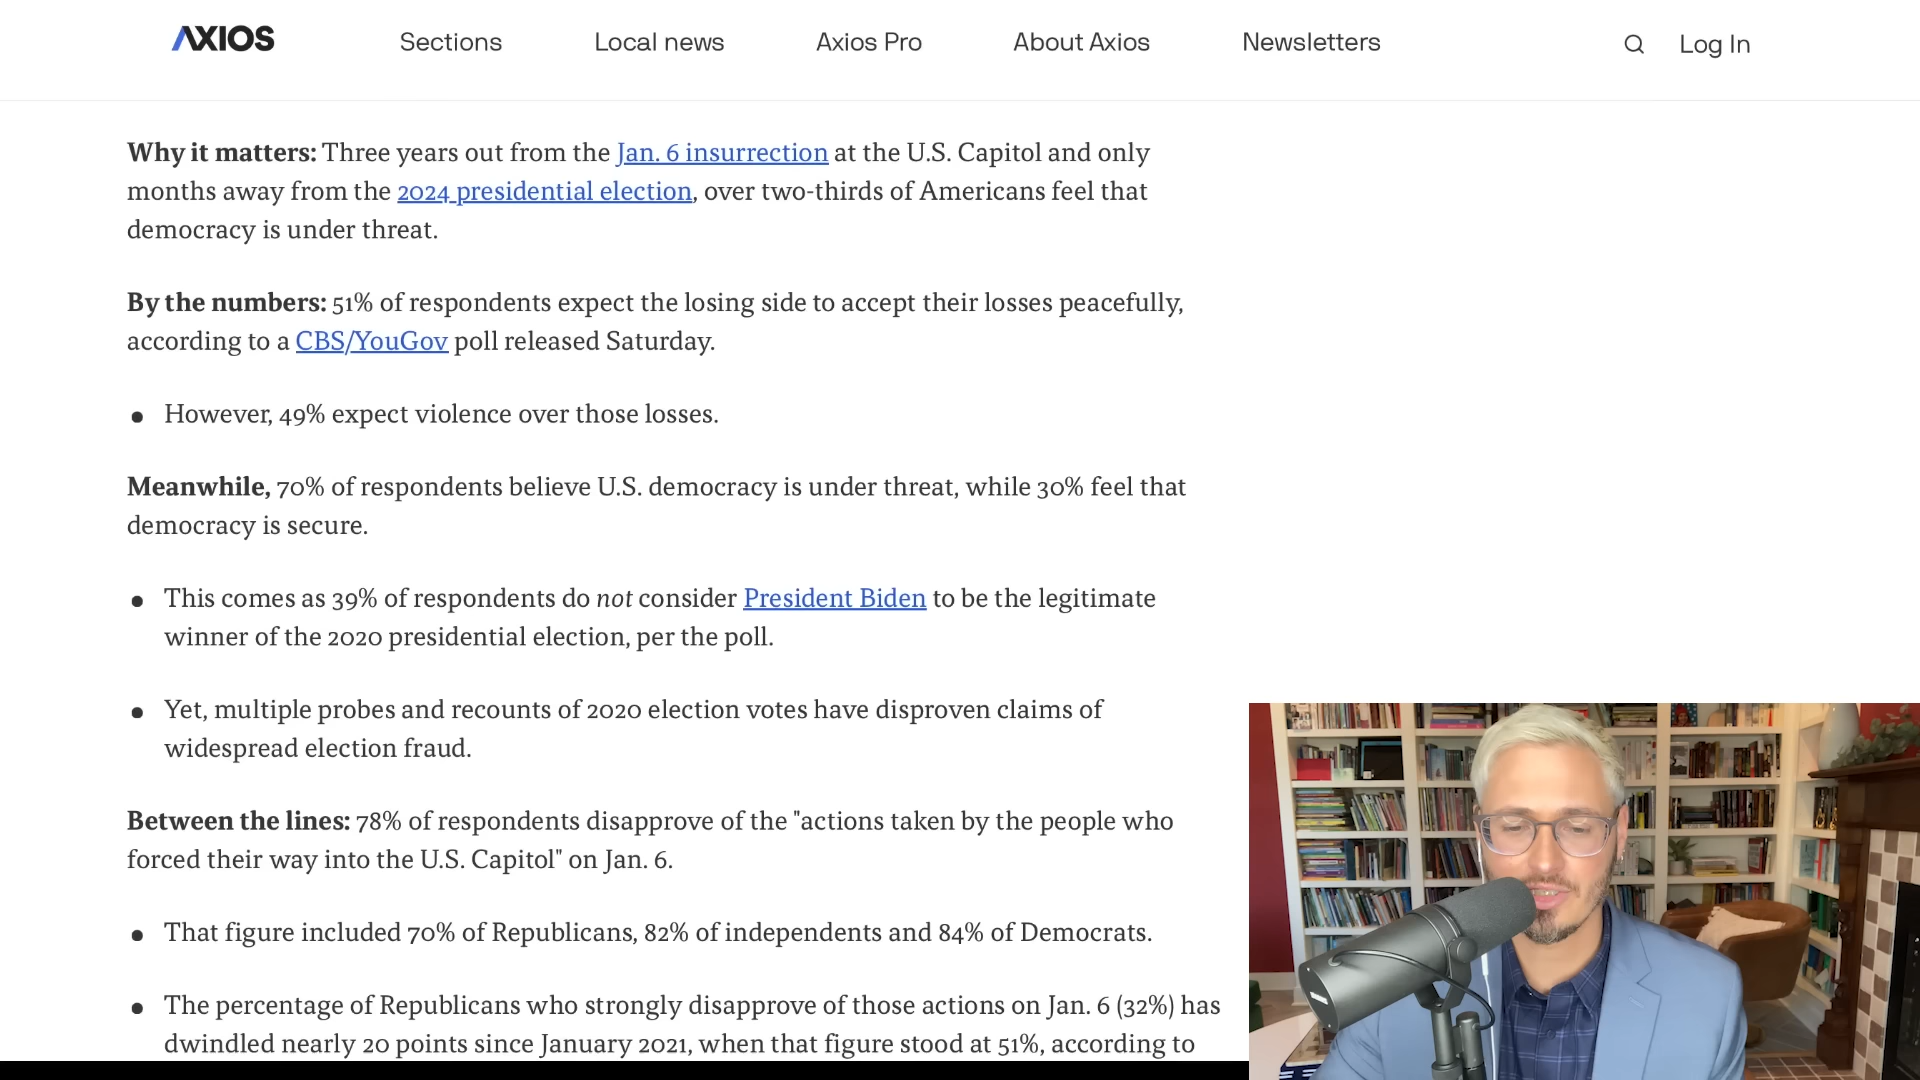 AXIOS
Sections
Local news
Axios Pro
About Axios
Newsletters
Log In
Why it matters: Three years out from the Jan. 6 insurrection at the U.S. Capitol and only
months away from the 2024 presidential election, over two-thirds of Americans feel that
democracy is under threat.
By the numbers: 51% of respondents expect the losing side to accept their losses peacefully,
according to a CBS/YouGov poll released Saturday.
• However, 49% expect violence over those losses.
Meanwhile, 70% of respondents believe U.S. democracy is under threat, while 30% feel that
democracy is secure.
• This comes as 39% of respondents do not consider President Biden to be the legitimate
winner of the 2020 presidential election, per the poll.
• Yet, multiple probes and recounts of 2020 election votes have disproven claims of
widespread election fraud.
Between the lines: 78% of respondents disapprove of the "actions taken by the people who
forced their way into the U.S. Capitol" on Jan. 6.
• That figure included 70% of Republicans, 82% of independents and 84% of Democrats.
• The percentage of Republicans who strongly disapprove of those actions on Jan. 6 (32%) has
dwindled nearly 20 points since January 2021, when that figure stood at 51%, according to